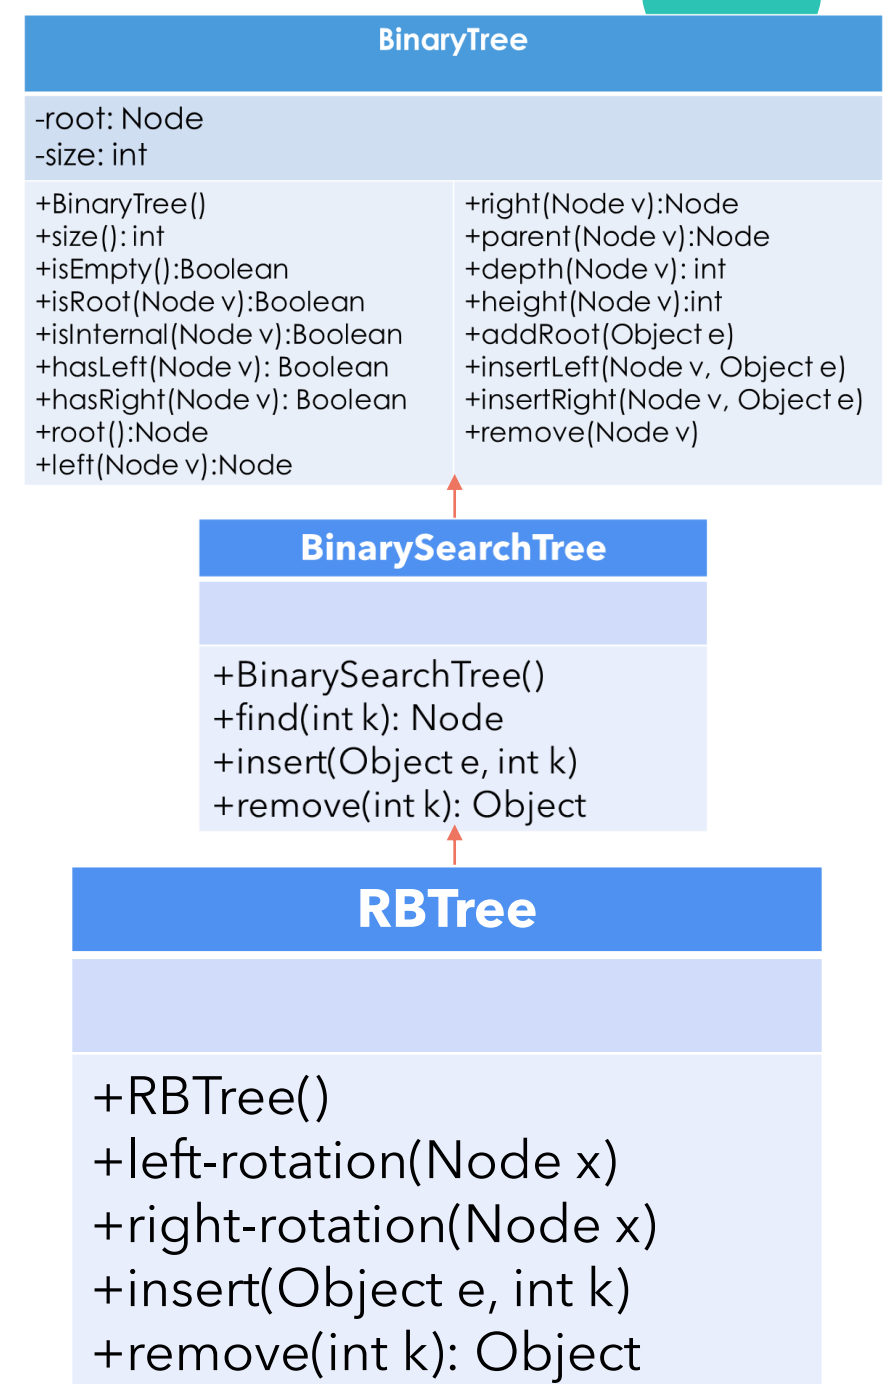 BinaryTree
-root: Node
-size: int
+BinaryTree()
+size(): int
+isEmpty():Boolean
+isRoot(Node v):Boolean
+isInternal(Node v):Boolean
+hasLeft(Node v): Boolean
+hasRight(Node v): Boolean
+root():Node
+left(Node v):Node
+right(Node v):Node
+parent(Node v):Node
+depth(Node v): int
+height(Node v):int
+addRoot(Object e)
+insertLeft(Node v, Object e)
+insertRight(Node v, Object e)
+remove(Node v)
BinarySearchTree
+BinarySearchTree()
+find(int k): Node
+insert(Object e, int k)
+remove(int k): Object
RBTree
+RBTree()
+left-rotation(Node x)
+right-rotation(Node x)
+insert(Object e, int k)
+remove(int k): Object